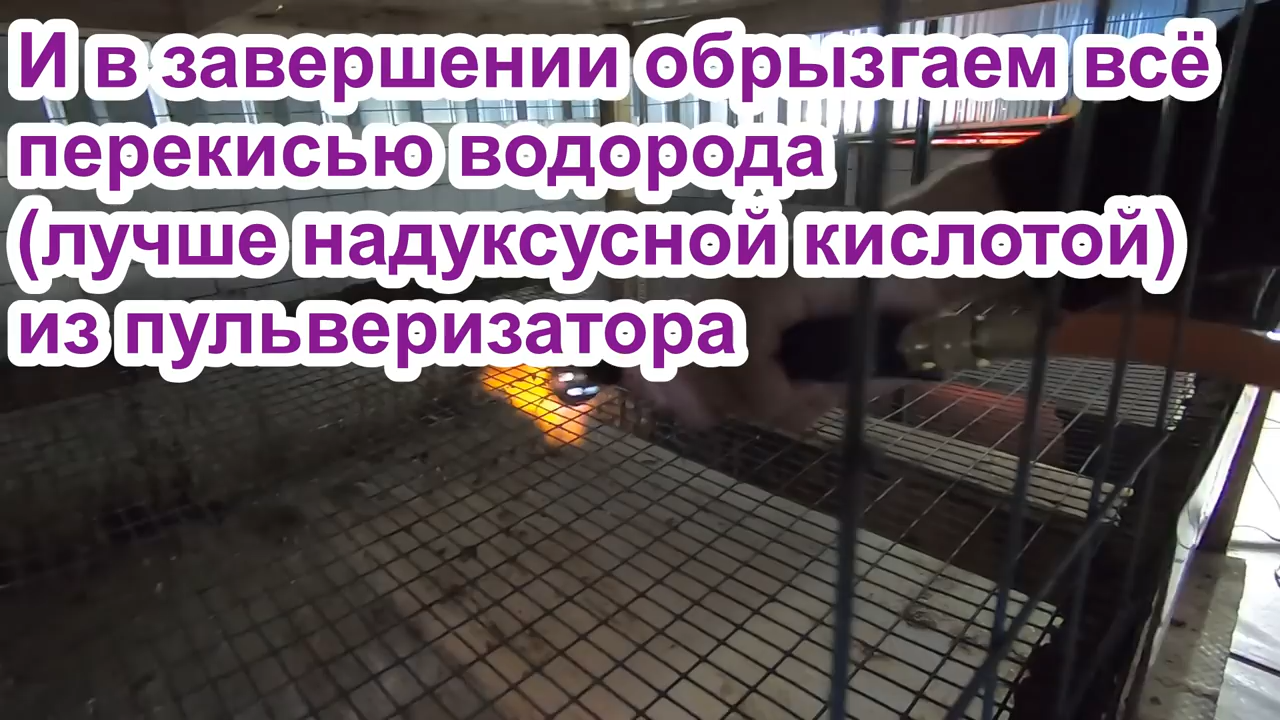 И в завершении обрызгаем всё
перекисью водорода
(лучше надуксусной кислотой)
из пульверизатора